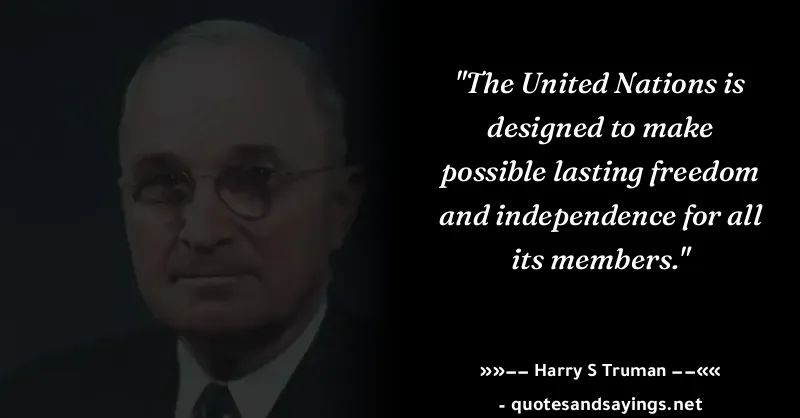 "The United Nations is
designed to make
possible lasting freedom
and independence for all
its members."
»»–– Harry S Truman ––««
- quotesandsayings.net